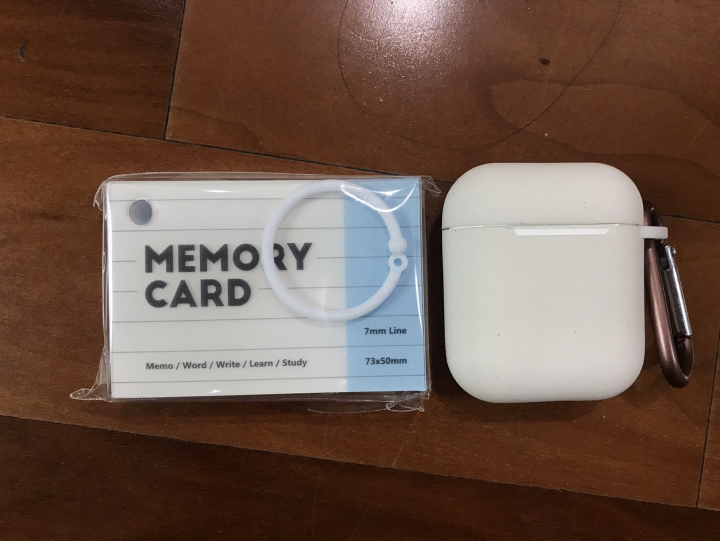 MEMORY
CARD
7mm Line
Memo / Word / Write / Learn / Study
73x50mm